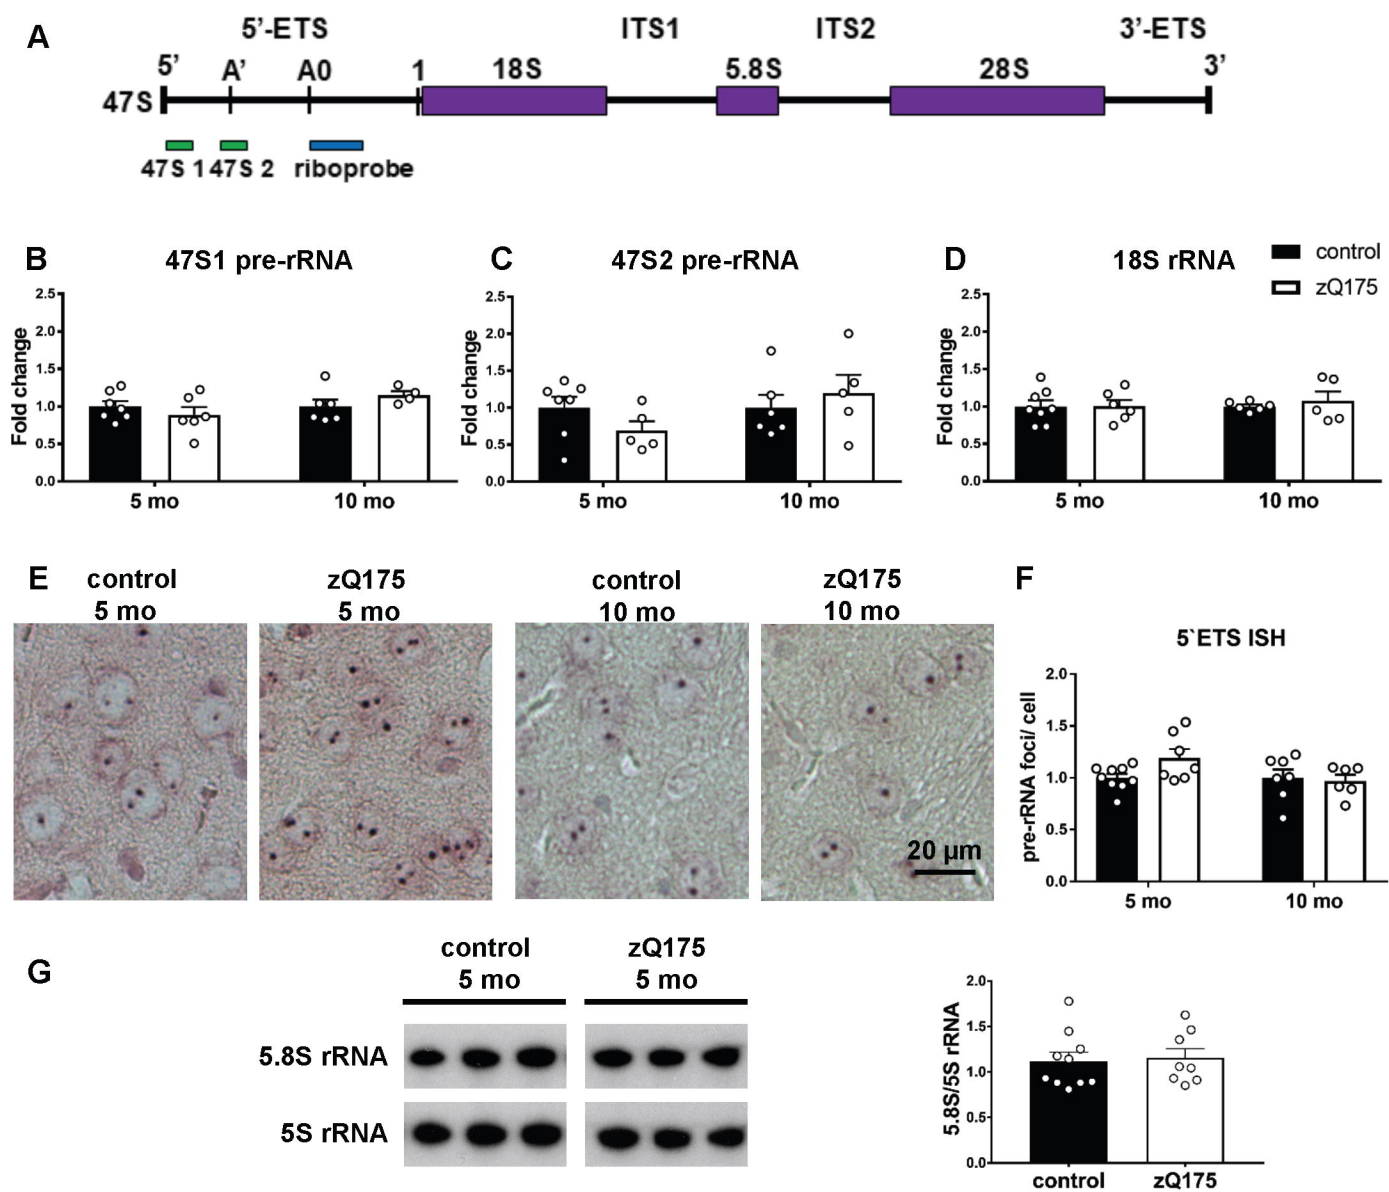 A
5'-ETS ITS1 ITS2 3'-ETS
5' A' A0 1 18S 5.8S 28S 3'
47S
47S 1 47S 2 riboprobe
B 47S1 pre-rRNA
Fold change
2.5
2.0
1.5
1.0
0.5
0.0
5 mo 10 mo
C 47S2 pre-rRNA
Fold change
2.5
2.0
1.5
1.0
0.5
0.0
5 mo 10 mo
D 18S rRNA
control
zQ175
Fold change
2.5
2.0
1.5
1.0
0.5
0.0
5 mo 10 mo
E
control zQ175 control zQ175
5 mo 5 mo 10 mo 10 mo
20 µm
F
5`ETS ISH
pre-rRNA foci/ cell
2.0
1.5
1.0
0.5
0.0
5 mo 10 mo
G
control zQ175
5 mo 5 mo
5.8S rRNA
5S rRNA
5.8S/5S rRNA
2.0
1.5
1.0
0.5
0.0
control zQ175